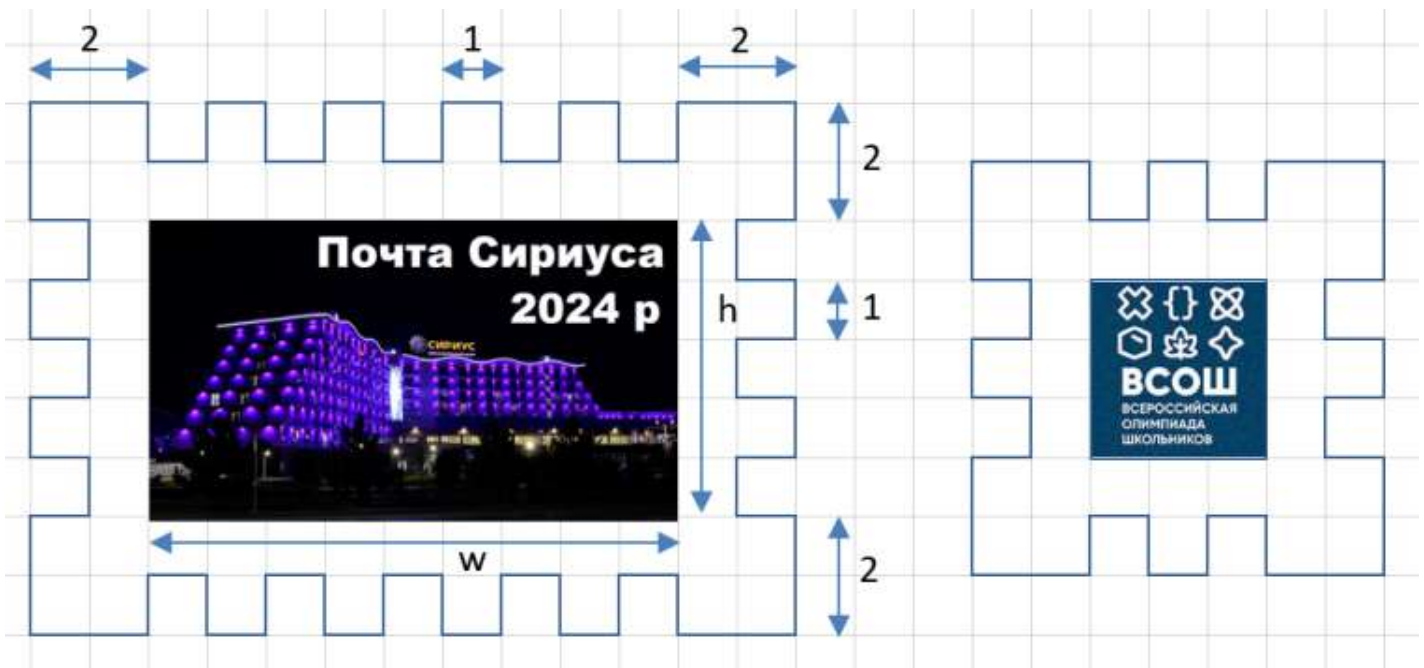 2
1
2
2
Почта Сириуса
2024 р
СИРИУС
h
1
w
2
{}
ВСОШ
ВСЕРОССИЙСКАЯ
ОЛИМПИАДА
ШКОЛЬНИКОВ